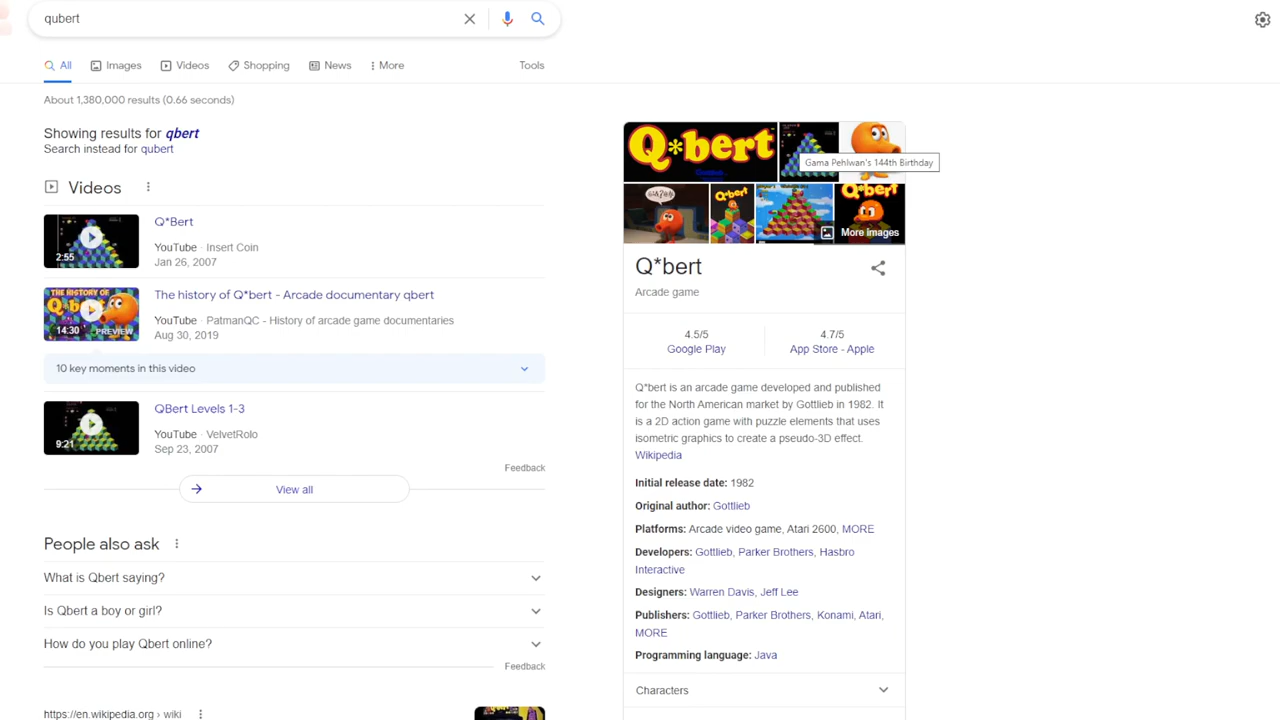 qubert
All
Images
Videos
Shopping
News
More
Tools
About 1,380,000 results (0.66 seconds)
Showing results for qbert
Search instead for qubert
Videos
2:55
Q*Bert
YouTube · Insert Coin
Jan 26, 2007
THE HISTORY OF
14:30
PREVIEW
The history of Q*bert - Arcade documentary qbert
YouTube · PatmanQC - History of arcade game documentaries
Aug 30, 2019
10 key moments in this video
9:21
QBert Levels 1-3
YouTube · VelvetRolo
Sep 23, 2007
Feedback
View all
People also ask
What is Qbert saying?
Is Qbert a boy or girl?
How do you play Qbert online?
Feedback
https://en.wikipedia.org › wiki
Q*bert
Gama Pehlwan's 144th Birthday
@!#?@!
Q*bert
Q*bert
More Images
Q*bert
Arcade game
4.5/5
Google Play
4.7/5
App Store - Apple
Q*bert is an arcade game developed and published
for the North American market by Gottlieb in 1982. It
is a 2D action game with puzzle elements that uses
isometric graphics to create a pseudo-3D effect.
Wikipedia
Initial release date: 1982
Original author: Gottlieb
Platforms: Arcade video game, Atari 2600, MORE
Developers: Gottlieb, Parker Brothers, Hasbro
Interactive
Designers: Warren Davis, Jeff Lee
Publishers: Gottlieb, Parker Brothers, Konami, Atari,
MORE
Programming language: Java
Characters